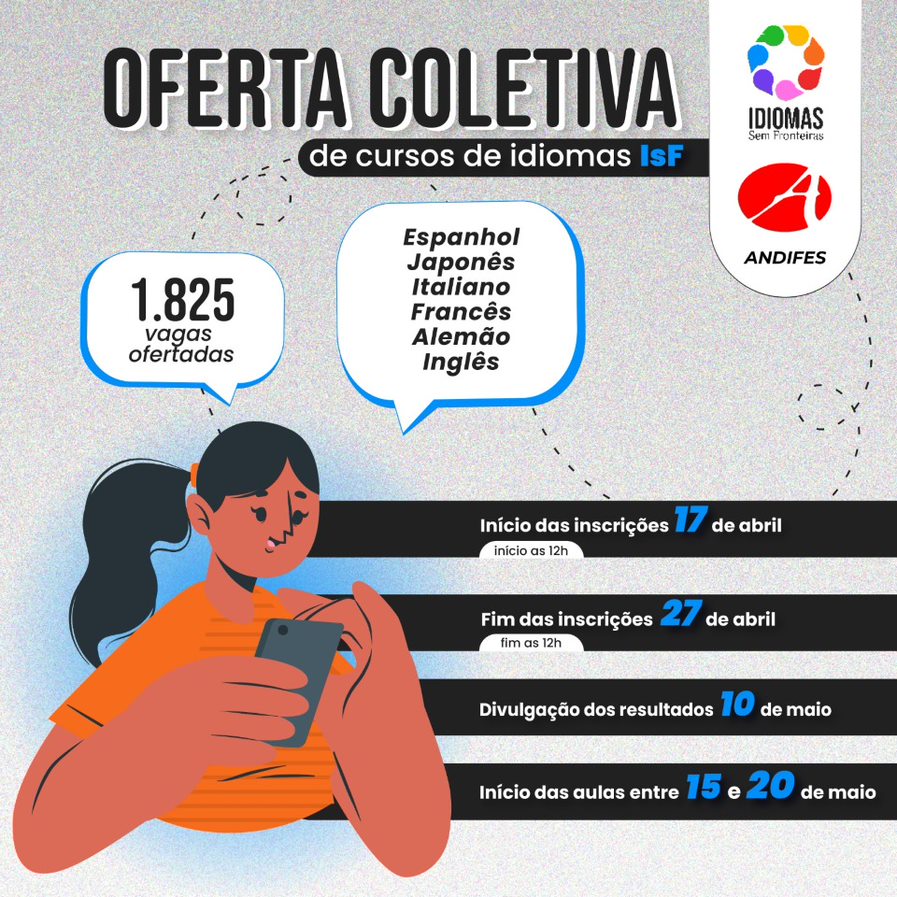 OFERTA COLETIVA
de cursos de idiomas IsF
IDIOMAS
Sem Fronteiras
ANDIFES
1.825
vagas
ofertadas
Espanhol
Japonês
Italiano
Francês
Alemão
Inglês
Início das inscrições 17 de abril
início as 12h
Fim das inscrições 27 de abril
fim as 12h
Divulgação dos resultados 10 de maio
Início das aulas entre 15 e 20 de maio